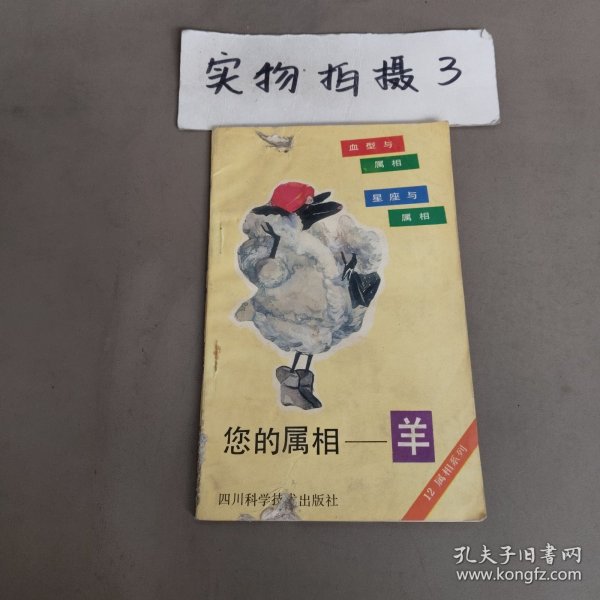 实物拍摄3
血型与
属相
星座与
属相
您的属相——羊
12属相系列
四川科学技术出版社
孔夫子旧书网
www.kongfz.com